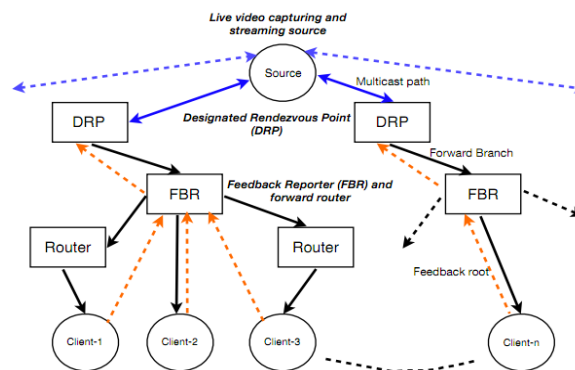 Live video capturing and
streaming source
Source
Multicast path
DRP
Designated Rendezvous Point
(DRP)
DRP
Forward Branch
FBR
Feedback Reporter (FBR) and
forward router
FBR
Router
Router
Feedback root
Client-1
Client-2
Client-3
Client-n